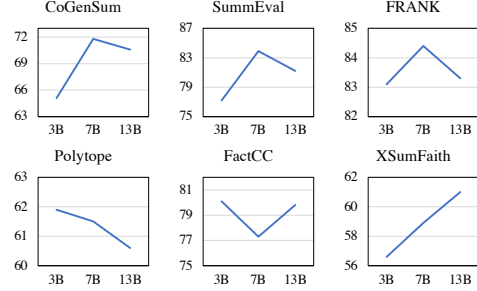 CoGenSum SummEval FRANK
72 87 85
69 83 84
66 79 83
63 75 82
3B 7B 13B 3B 7B 13B 3B 7B 13B
Polytope FactCC XSumFaith
63 81 62
62 79 60
61 77 58
60 75 56
3B 7B 13B 3B 7B 13B 3B 7B 13B